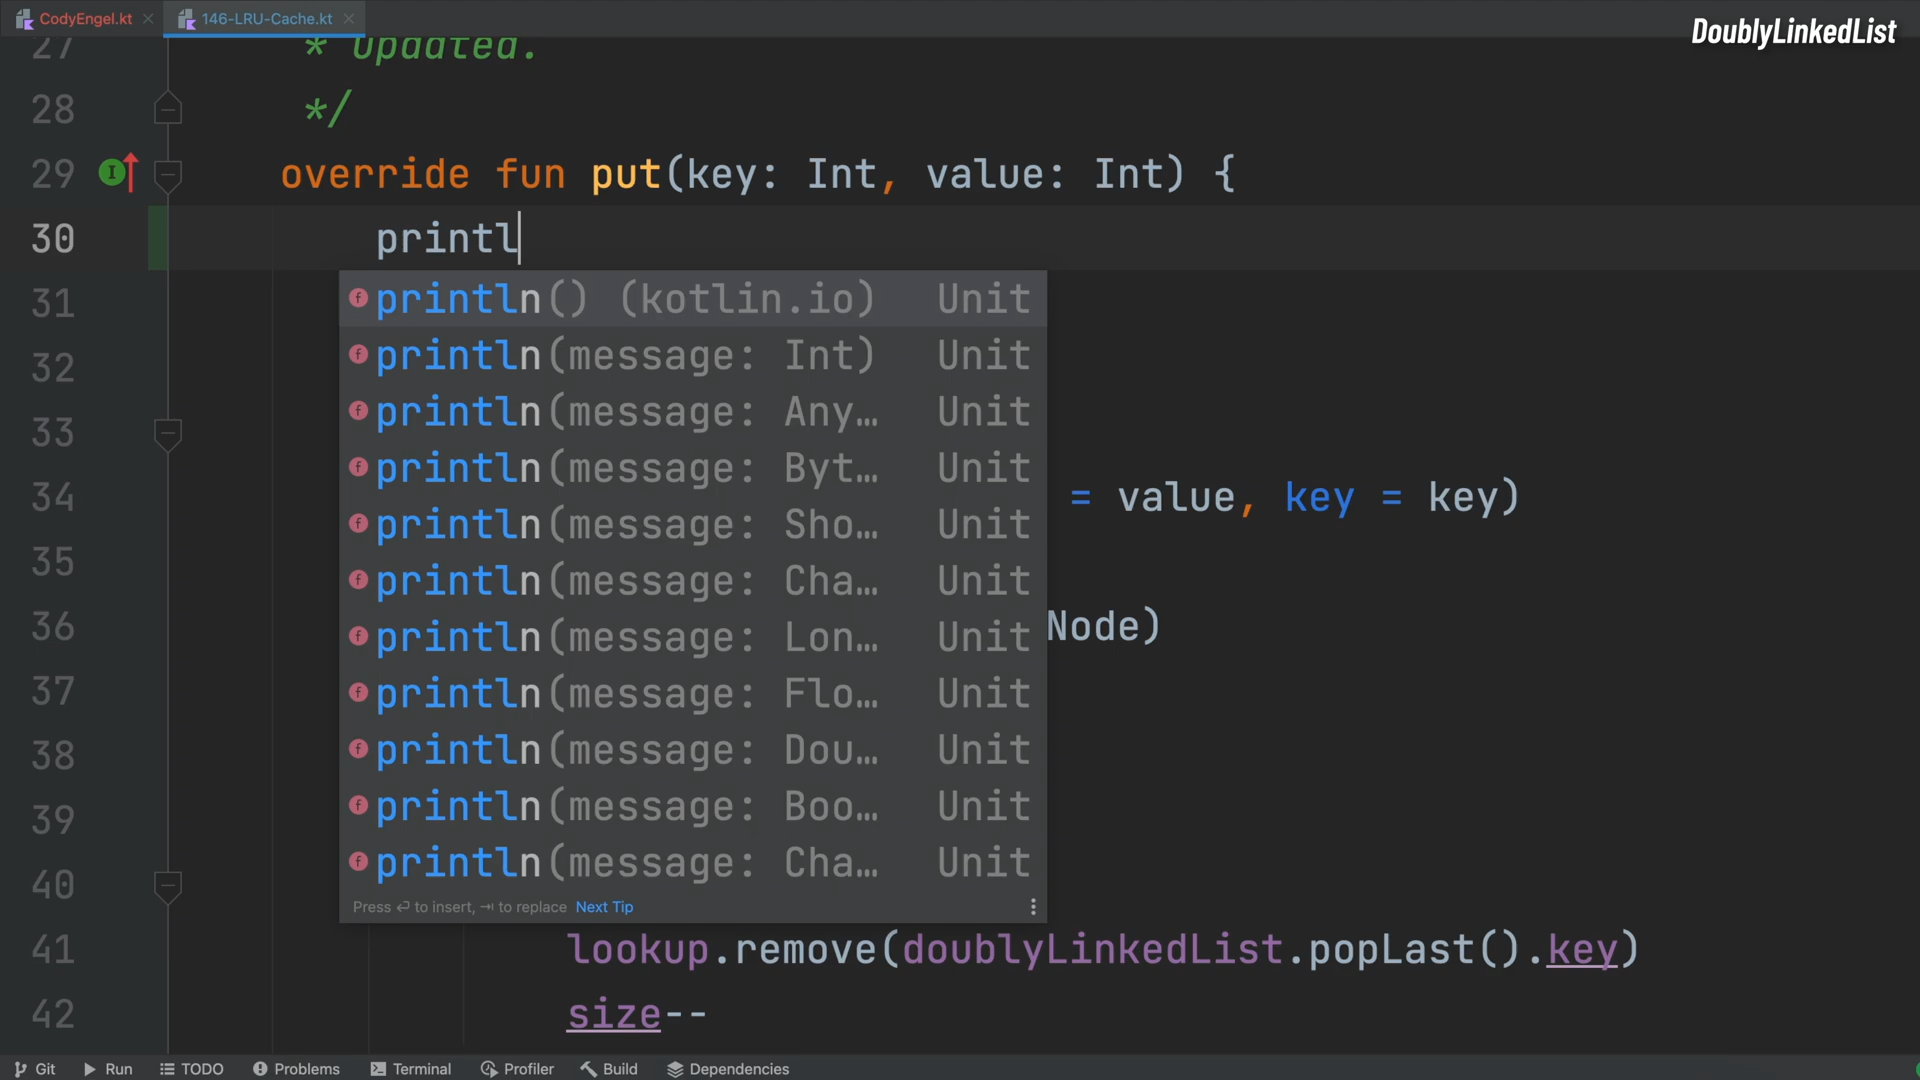 CodyEngel.kt 146-LRU-Cache.kt
DoublyLinkedList
27 * updated.
28 */
29 override fun put(key: Int, value: Int) {
30 printl
31 println() (kotlin.io) Unit
32 println(message: Int) Unit
println(message: Any… Unit
33 println(message: Byt… Unit
34 = value, key = key)
println(message: Sho… Unit
35 println(message: Cha… Unit
36 Node)
println(message: Lon… Unit
37 println(message: Flo… Unit
38 println(message: Dou… Unit
39 println(message: Boo… Unit
40 println(message: Cha… Unit
Press ↩ to insert, ⇥ to replace Next Tip
41 lookup.remove(doublyLinkedList.popLast().key)
42 size--
Git Run TODO Problems Terminal Profiler Build Dependencies